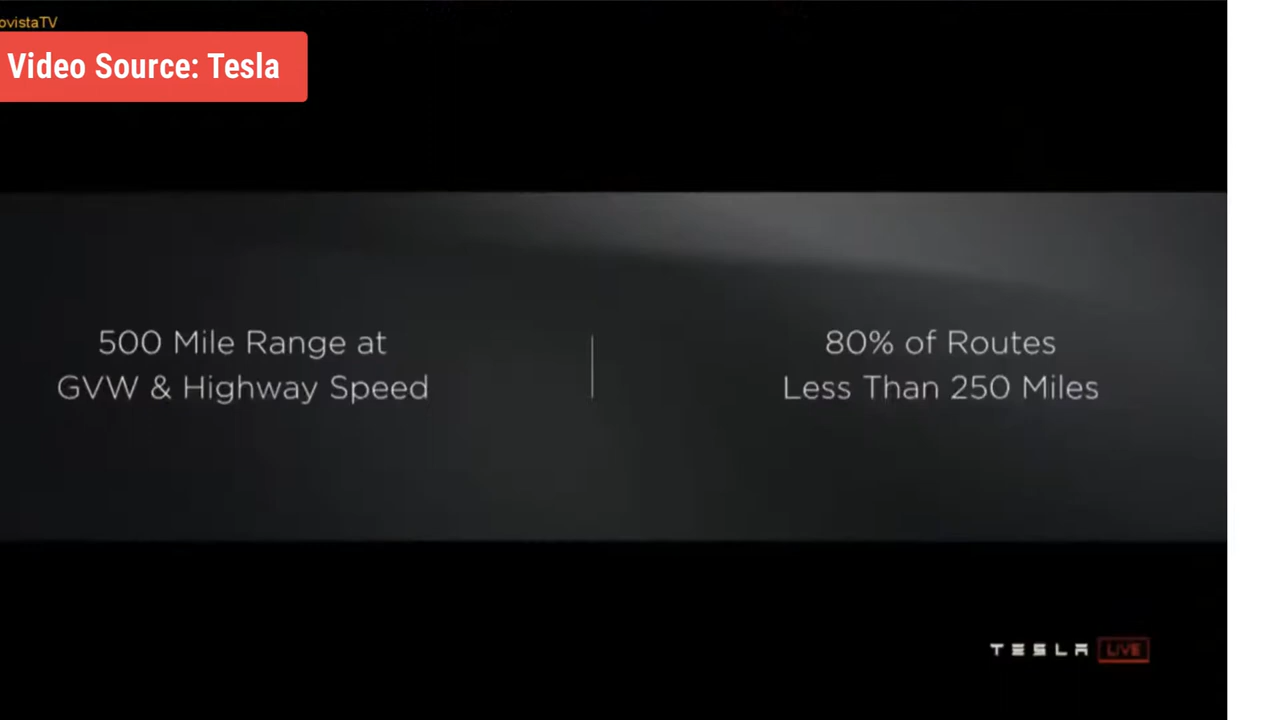 ovistaTV
Video Source: Tesla
500 Mile Range at
GVW & Highway Speed
80% of Routes
Less Than 250 Miles
TESLA LIVE